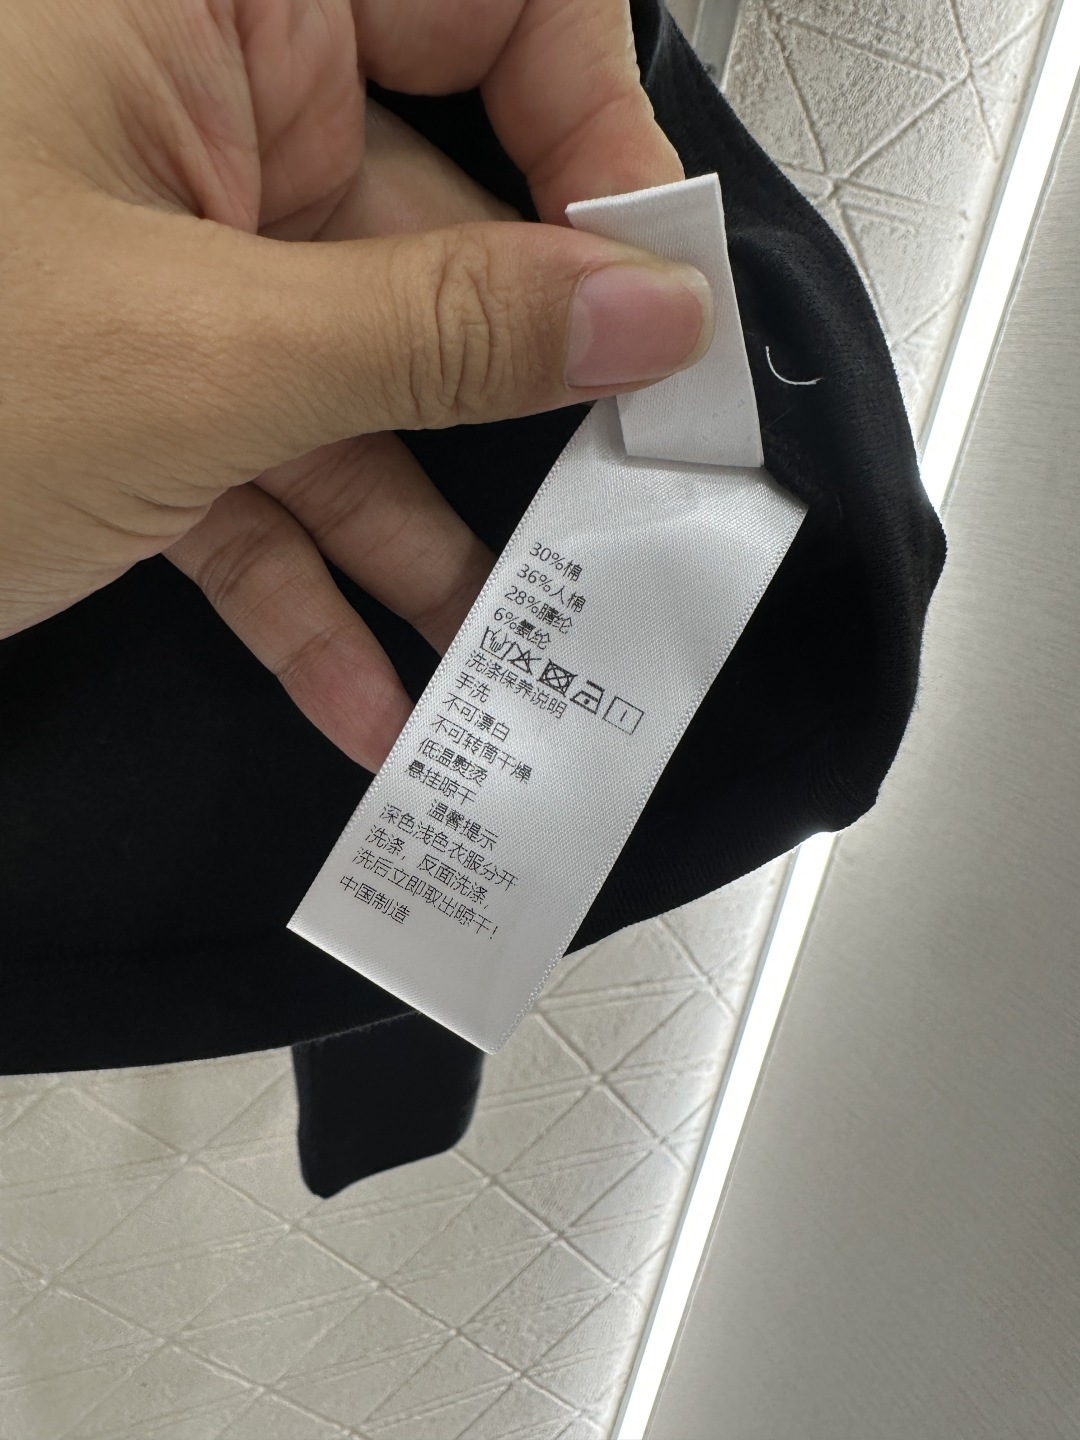 30%棉
36%人棉
28%腈纶
6%氨纶
洗涤保养说明
手洗
不可漂白
不可转筒干燥
低温熨烫
悬挂晾干
温馨提示
深色浅色衣服分开
洗涤，反面洗涤，
洗后立即取出晾干！
中国制造